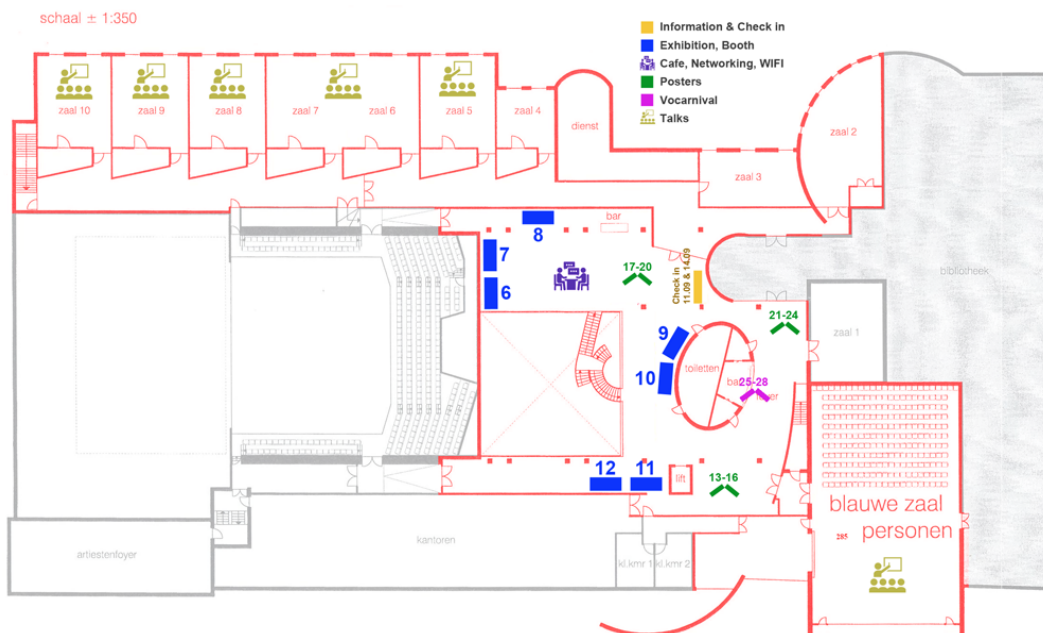 schaal ± 1:350
Information & Check in
Exhibition, Booth
Cafe, Networking, WIFI
Posters
Vocarnival
Talks
zaal 10
zaal 9
zaal 8
zaal 7
zaal 6
zaal 5
zaal 4
dienst
zaal 3
zaal 2
bar
8
7
6
17-20
Check in
11.09 & 14.09
bibliotheek
21-24
zaal 1
9
10
toiletten
25-28
12
11
lift
13-16
blauwe zaal
285 personen
artiestenfoyer
kantoren
kl.kmr 1
kl.kmr 2